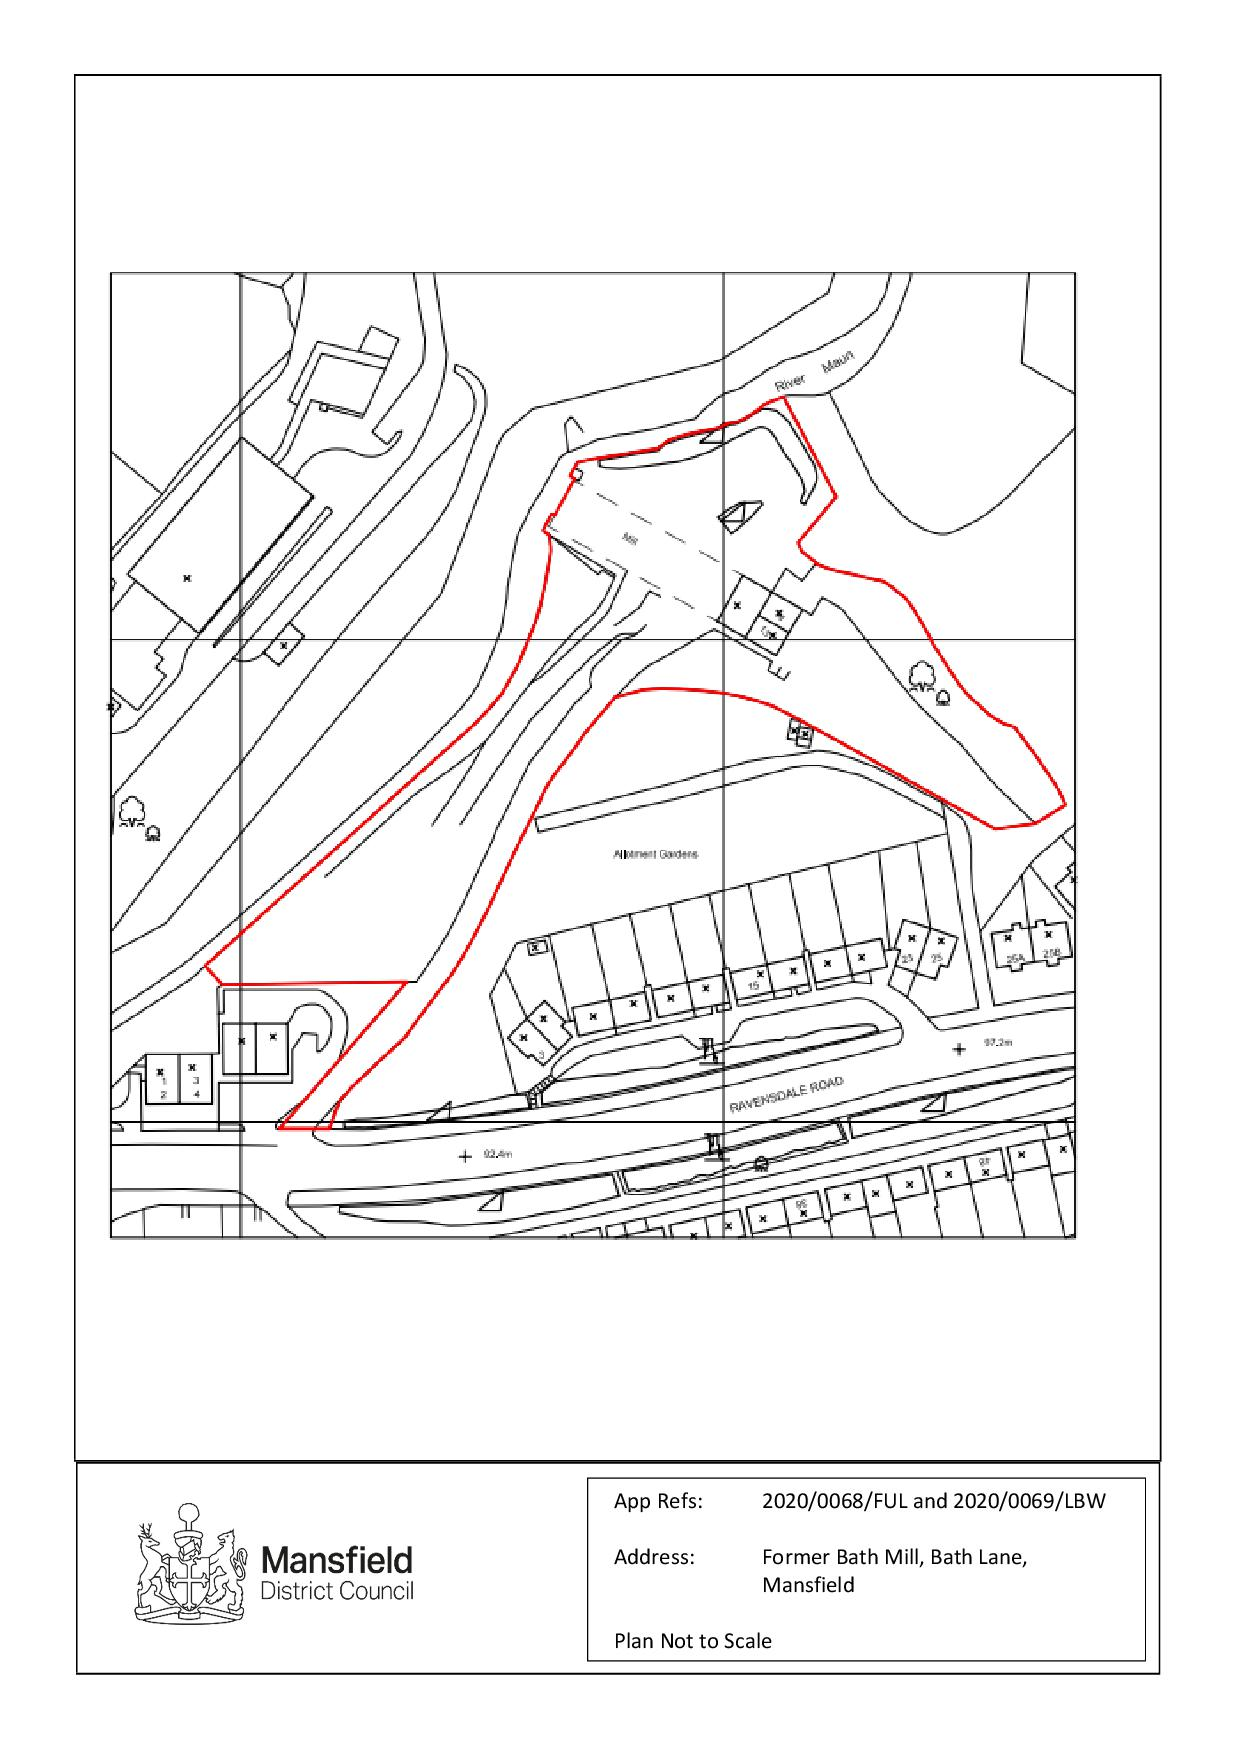 River Maun
Mill
Allotment Gardens
15
23
25
25A
25B
3
97.2m
1
3
2
4
RAVENSDALE ROAD
92.4m
48
56
App Refs: 2020/0068/FUL and 2020/0069/LBW
Address: Former Bath Mill, Bath Lane,
Mansfield
Plan Not to Scale
Mansfield
District Council